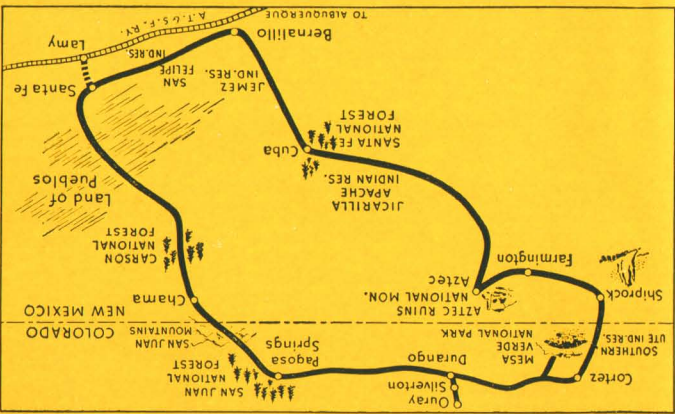 Ouray
Silverton
Durango
Cortez
SOUTHERN
UTE IND. RES.
MESA
VERDE
NATIONAL PARK
SAN JUAN
NATIONAL
FOREST
Pagosa
Springs
SAN JUAN
MOUNTAINS
COLORADO
NEW MEXICO
Shiprock
Farmington
AZTEC RUINS
NATIONAL MON.
Aztec
Chama
CARSON
NATIONAL
FOREST
JICARILLA
APACHE
INDIAN RES.
Land of
Pueblos
Cuba
SANTA FE
NATIONAL
FOREST
JEMEZ
IND. RES.
SAN
FELIPE
IND. RES.
Santa Fe
Lamy
Bernalillo
TO ALBUQUERQUE
A.T. & S.F. RY.